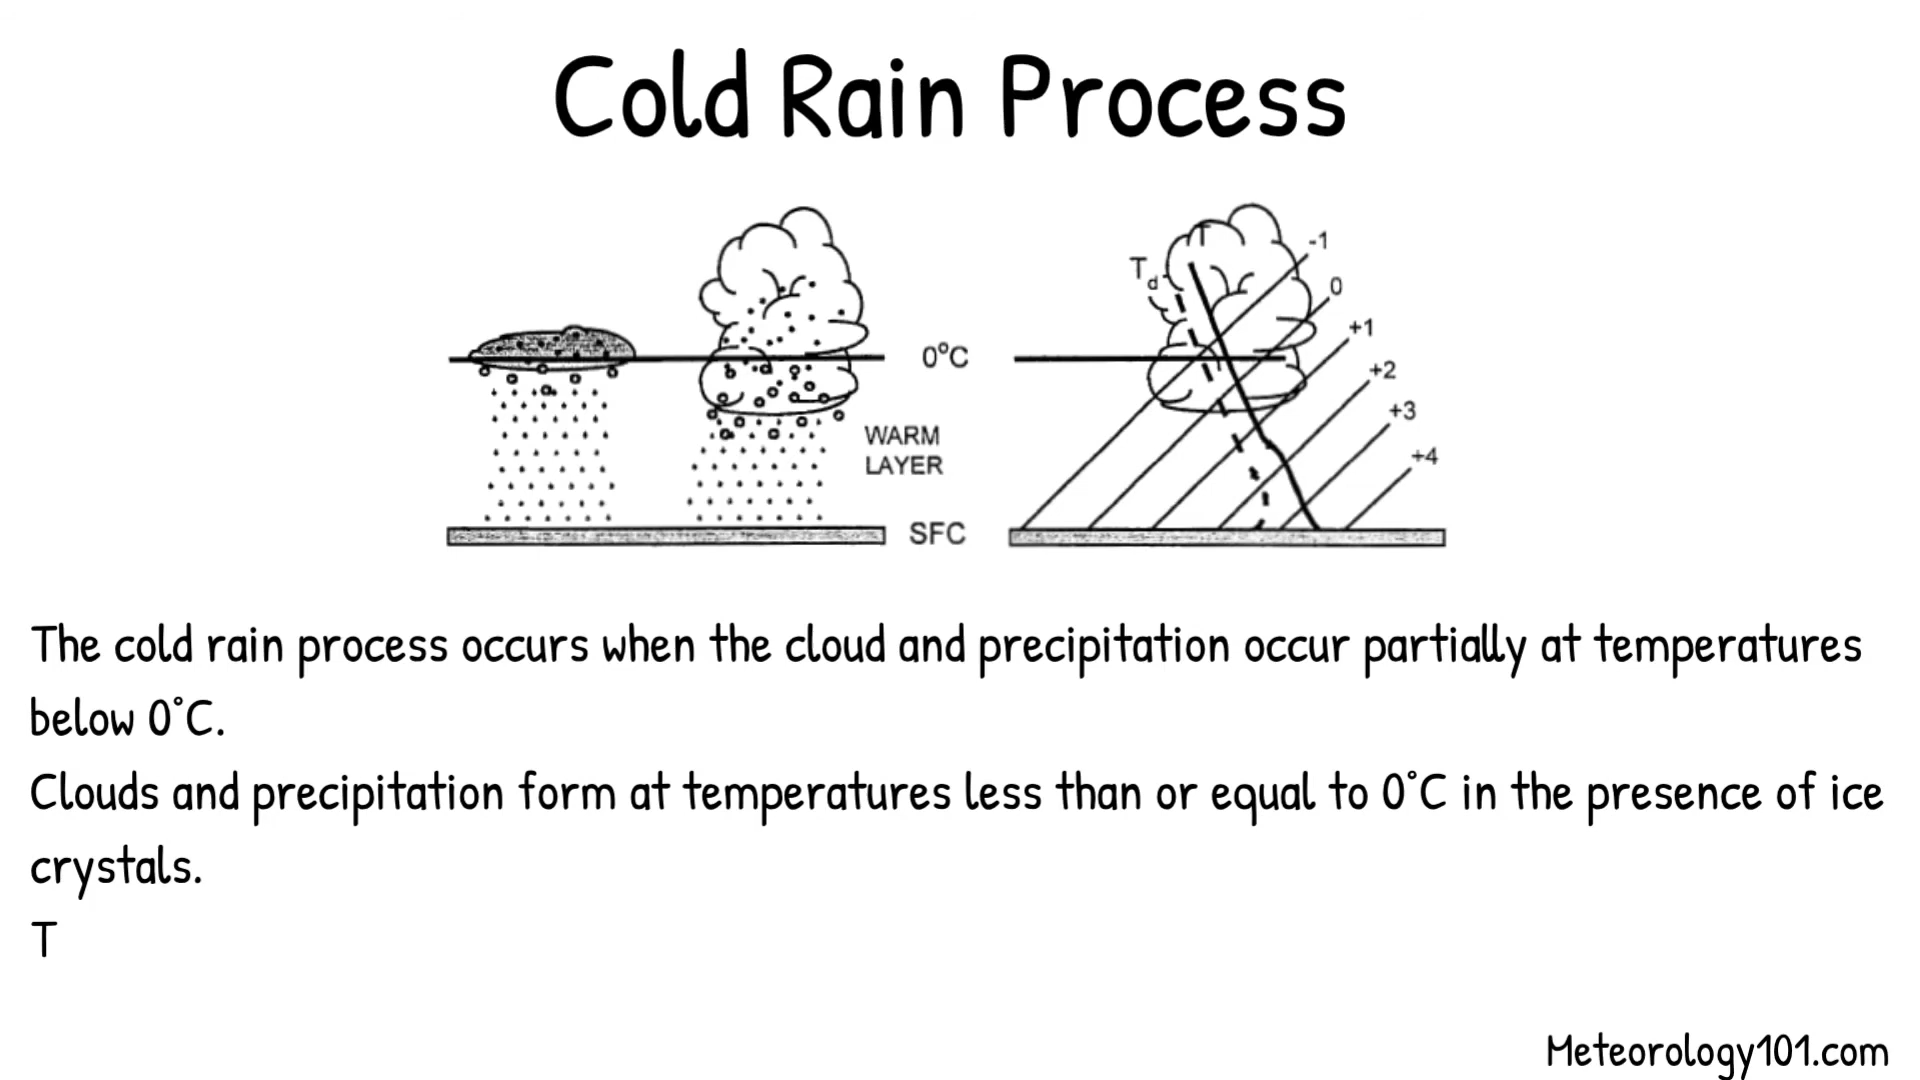 Cold Rain Process
T
-1
Td
0
+1
0°C
+2
+3
WARM
LAYER
+4
SFC
The cold rain process occurs when the cloud and precipitation occur partially at temperatures
below 0°C.
Clouds and precipitation form at temperatures less than or equal to 0°C in the presence of ice
crystals.
T
Meteorology101.com